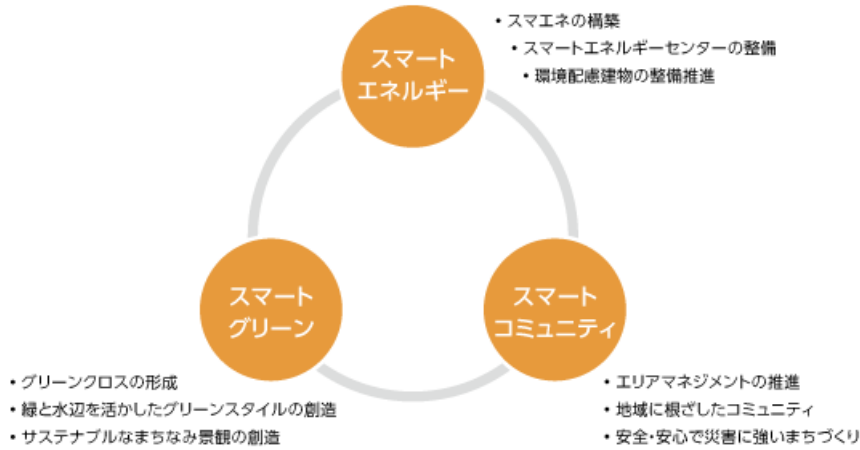 スマート
エネルギー
• スマエネの構築
• スマートエネルギーセンターの整備
• 環境配慮建物の整備推進
スマート
グリーン
• グリーンクロスの形成
• 緑と水辺を活かしたグリーンスタイルの創造
• サステナブルなまちなみ景観の創造
スマート
コミュニティ
• エリアマネジメントの推進
• 地域に根ざしたコミュニティ
• 安全・安心で災害に強いまちづくり